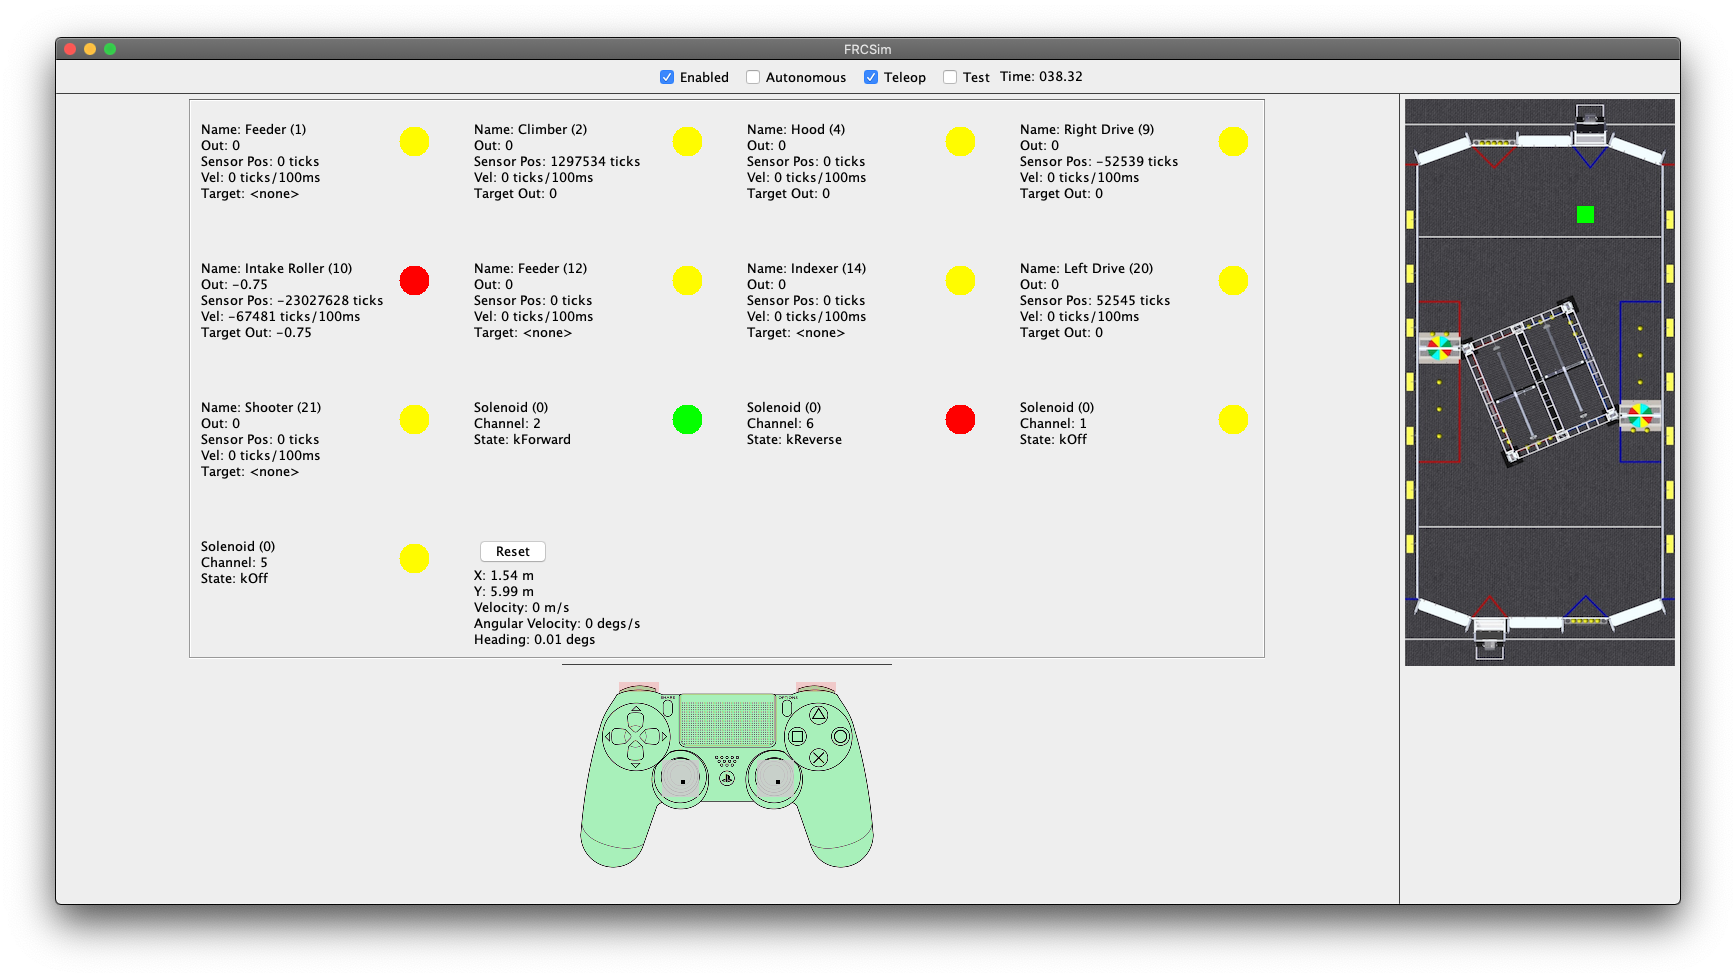 FRCSim
Enabled Autonomous Teleop Test Time: 038.32
Name: Feeder (1)
Out: 0
Sensor Pos: 0 ticks
Vel: 0 ticks/100ms
Target: <none>
Name: Climber (2)
Out: 0
Sensor Pos: 1297534 ticks
Vel: 0 ticks/100ms
Target Out: 0
Name: Hood (4)
Out: 0
Sensor Pos: 0 ticks
Vel: 0 ticks/100ms
Target Out: 0
Name: Right Drive (9)
Out: 0
Sensor Pos: -52539 ticks
Vel: 0 ticks/100ms
Target Out: 0
Name: Intake Roller (10)
Out: -0.75
Sensor Pos: -23027628 ticks
Vel: -67481 ticks/100ms
Target Out: -0.75
Name: Feeder (12)
Out: 0
Sensor Pos: 0 ticks
Vel: 0 ticks/100ms
Target: <none>
Name: Indexer (14)
Out: 0
Sensor Pos: 0 ticks
Vel: 0 ticks/100ms
Target: <none>
Name: Left Drive (20)
Out: 0
Sensor Pos: 52545 ticks
Vel: 0 ticks/100ms
Target Out: 0
Name: Shooter (21)
Out: 0
Sensor Pos: 0 ticks
Vel: 0 ticks/100ms
Target: <none>
Solenoid (0)
Channel: 2
State: kForward
Solenoid (0)
Channel: 6
State: kReverse
Solenoid (0)
Channel: 1
State: kOff
Solenoid (0)
Channel: 5
State: kOff
Reset
X: 1.54 m
Y: 5.99 m
Velocity: 0 m/s
Angular Velocity: 0 degs/s
Heading: 0.01 degs
SHARE
OPTIONS